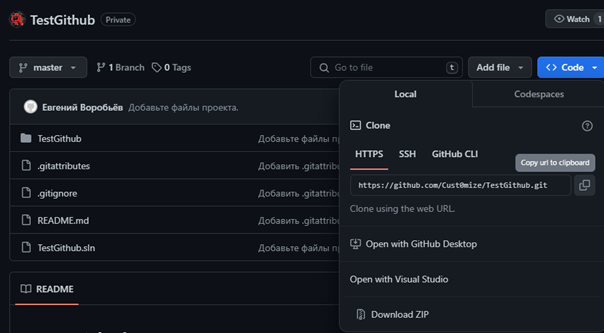 TestGithub Private
Watch 1
master 1 Branch 0 Tags
Go to file t
Add file
Code
Евгений Воробьёв Добавьте файлы проекта.
TestGithub Добавьте файлы п
.gitattributes Добавить .gitattrib
.gitignore Добавить .gitattrib
README.md Добавить .gitattrib
TestGithub.sln Добавьте файлы п
README
Local Codespaces
Clone
HTTPS SSH GitHub CLI
Copy url to clipboard
https://github.com/Cust0mize/TestGithub.git
Clone using the web URL.
Open with GitHub Desktop
Open with Visual Studio
Download ZIP